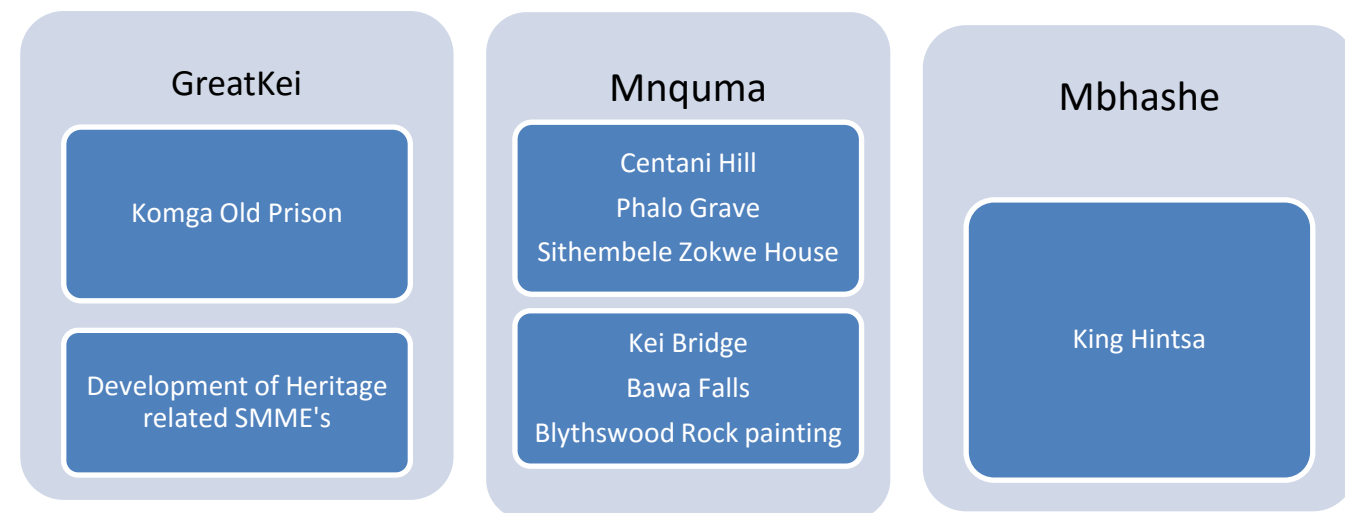 GreatKei
Komga Old Prison
Development of Heritage
related SMME's
Mnquma
Centani Hill
Phalo Grave
Sithembele Zokwe House
Kei Bridge
Bawa Falls
Blythswood Rock painting
Mbhashe
King Hintsa